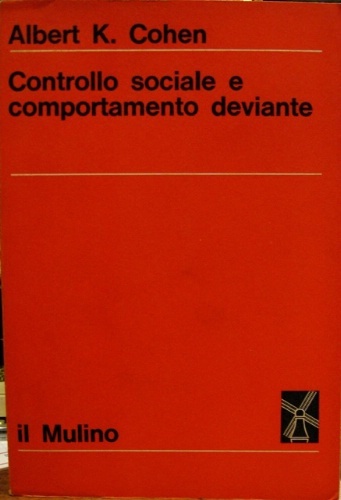 Albert K. Cohen
Controllo sociale e
comportamento deviante
il Mulino